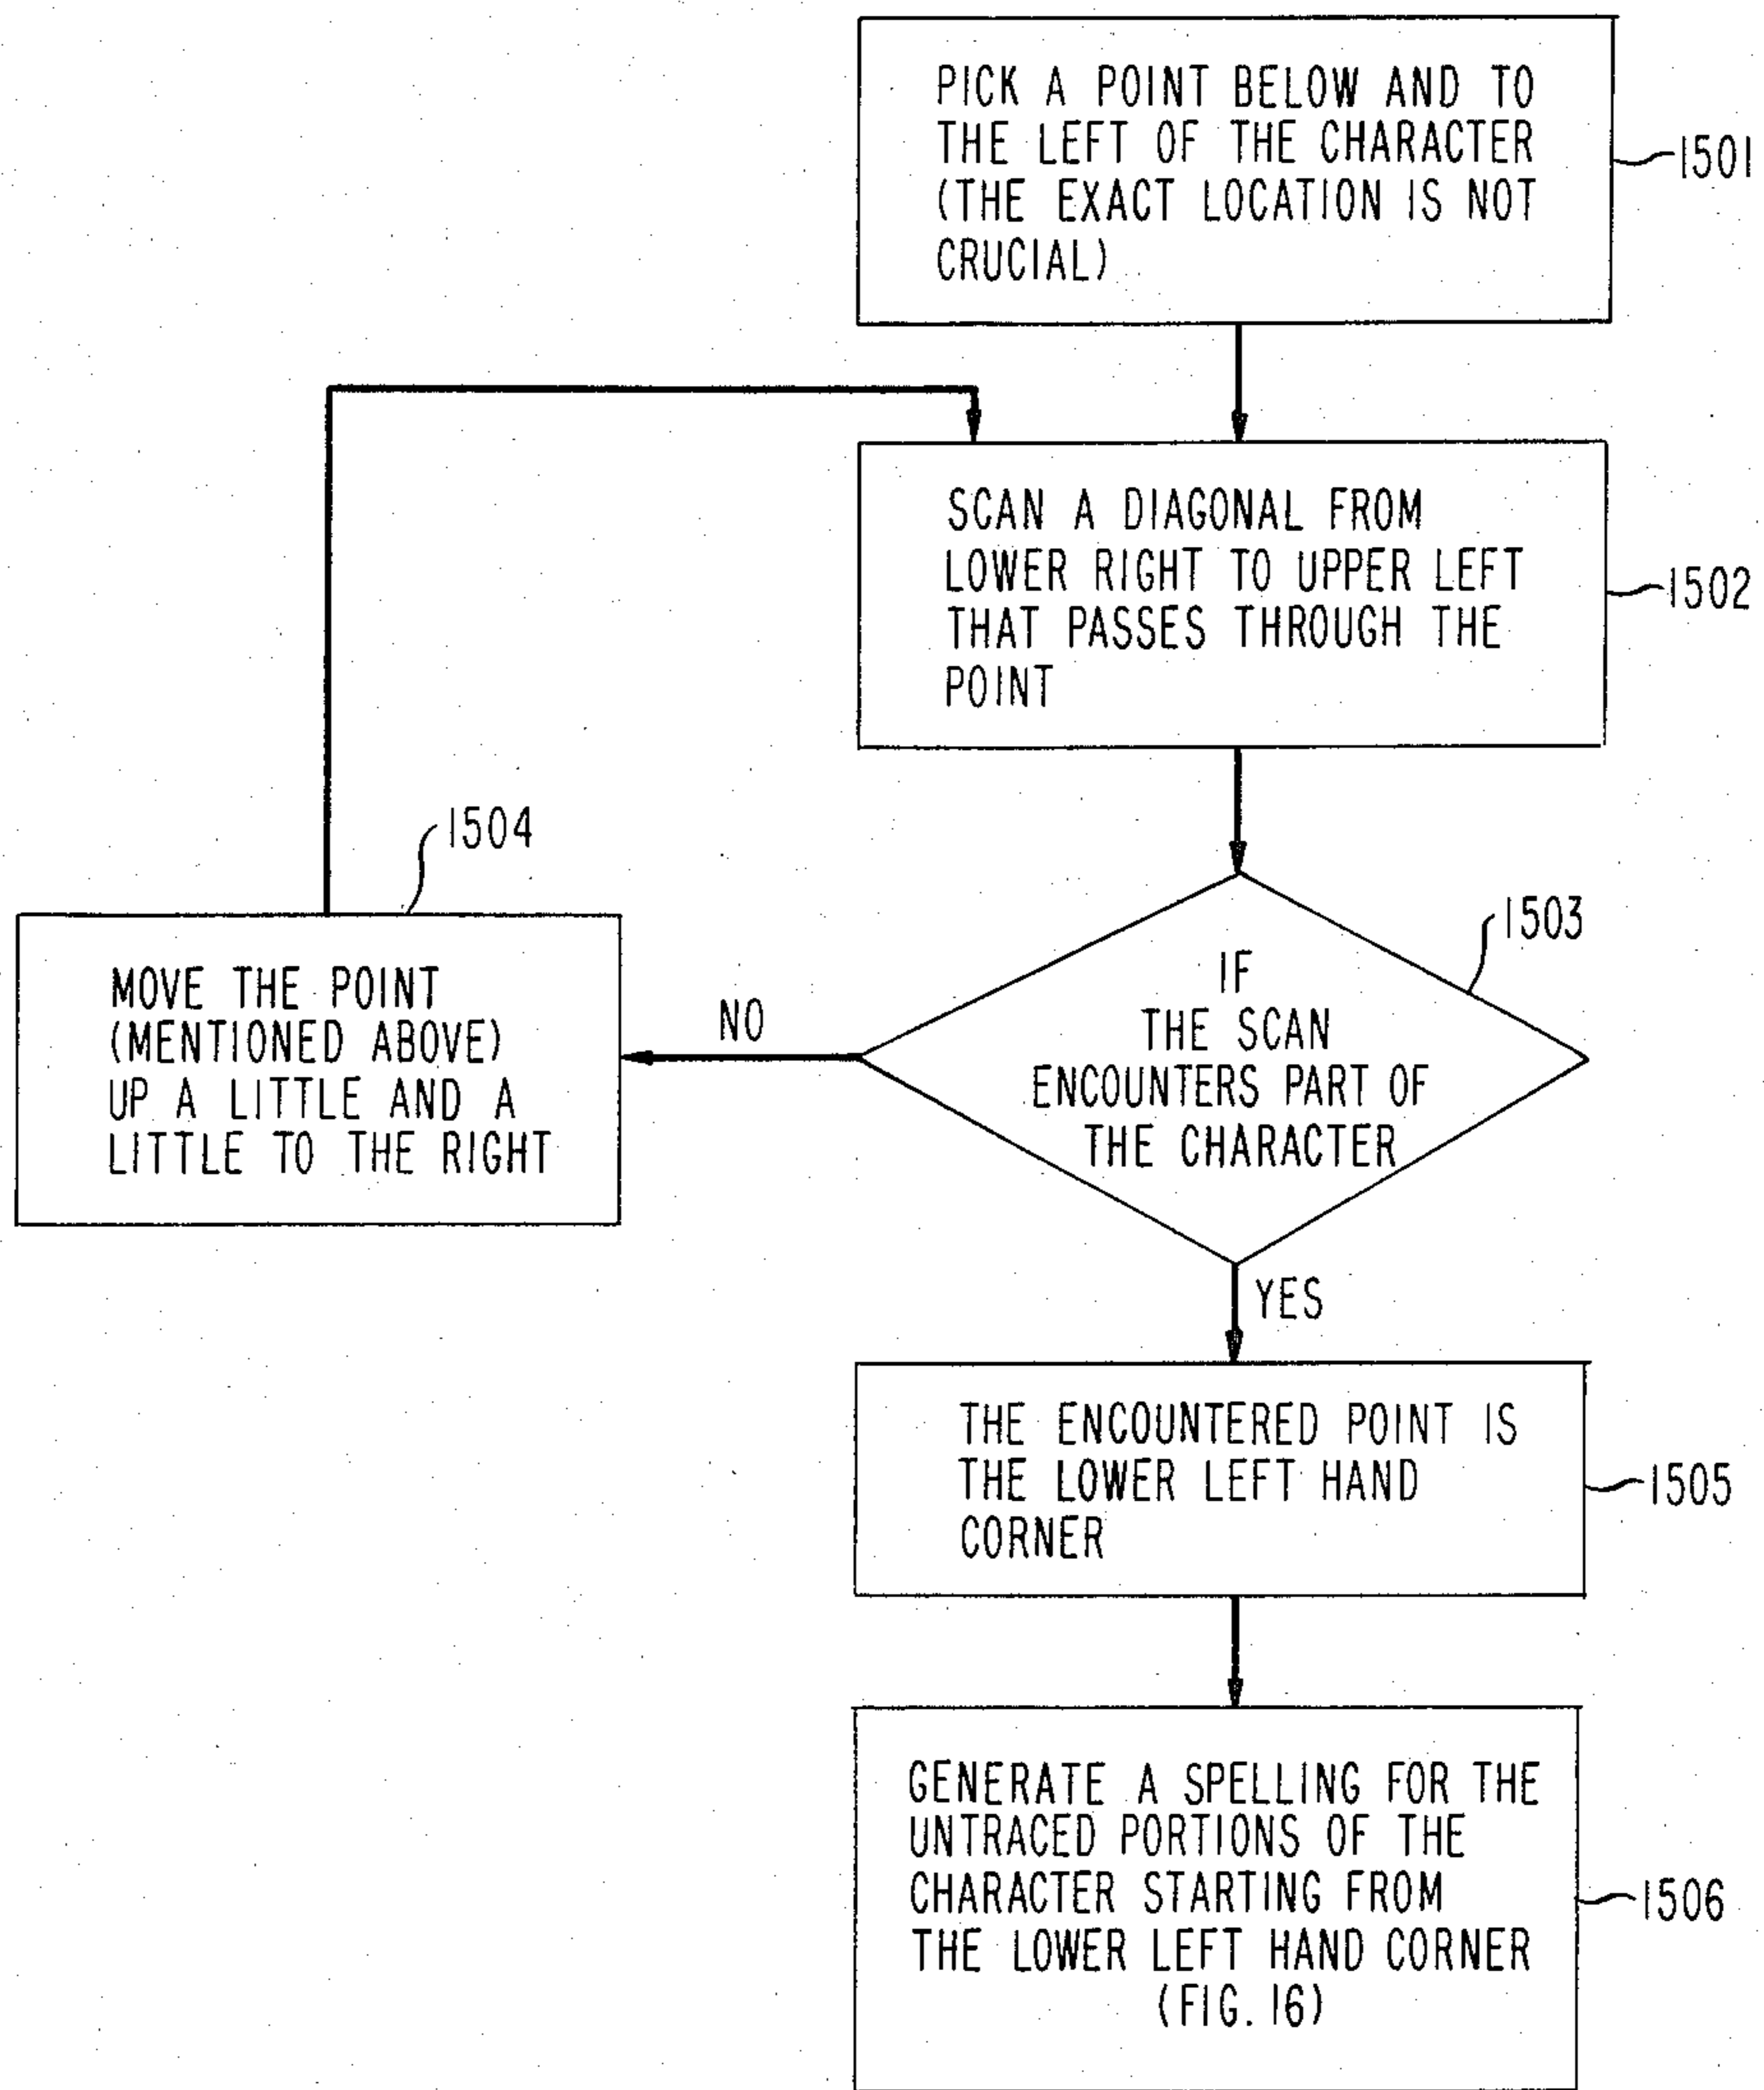 PICK A POINT BELOW AND TO
THE LEFT OF THE CHARACTER
(THE EXACT LOCATION IS NOT
CRUCIAL)
1501
SCAN A DIAGONAL FROM
LOWER RIGHT TO UPPER LEFT
THAT PASSES THROUGH THE
POINT
1502
1503
IF
THE SCAN
ENCOUNTERS PART OF
THE CHARACTER
NO
1504
MOVE THE POINT
(MENTIONED ABOVE)
UP A LITTLE AND A
LITTLE TO THE RIGHT
YES
THE ENCOUNTERED POINT IS
THE LOWER LEFT HAND
CORNER
1505
GENERATE A SPELLING FOR THE
UNTRACED PORTIONS OF THE
CHARACTER STARTING FROM
THE LOWER LEFT HAND CORNER
(FIG. 16)
1506